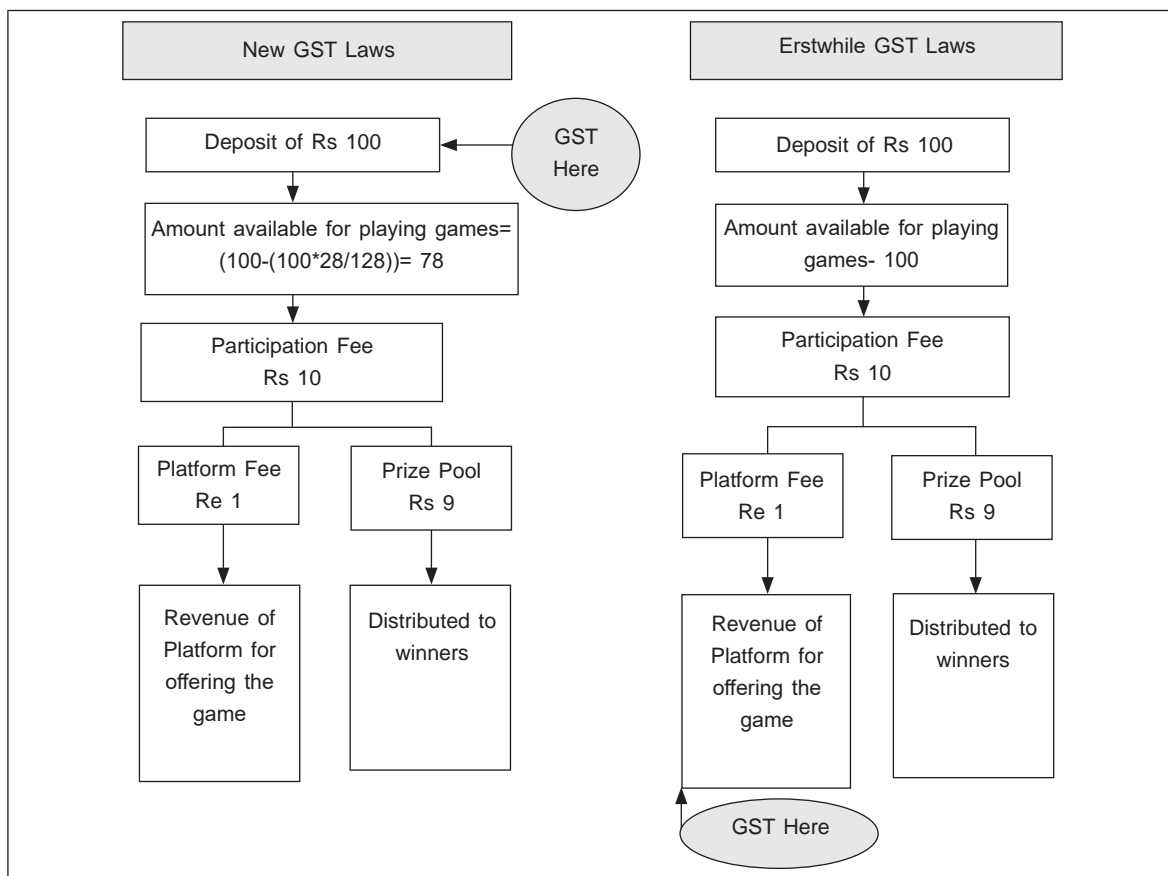 New GST Laws
Deposit of Rs 100
GST
Here
Amount available for playing games=
(100-(100*28/128))= 78
Participation Fee
Rs 10
Platform Fee
Re 1
Prize Pool
Rs 9
Revenue of
Platform for
offering the
game
Distributed to
winners
Erstwhile GST Laws
Deposit of Rs 100
Amount available for playing
games- 100
Participation Fee
Rs 10
Platform Fee
Re 1
Prize Pool
Rs 9
Revenue of
Platform for
offering the
game
Distributed to
winners
GST Here